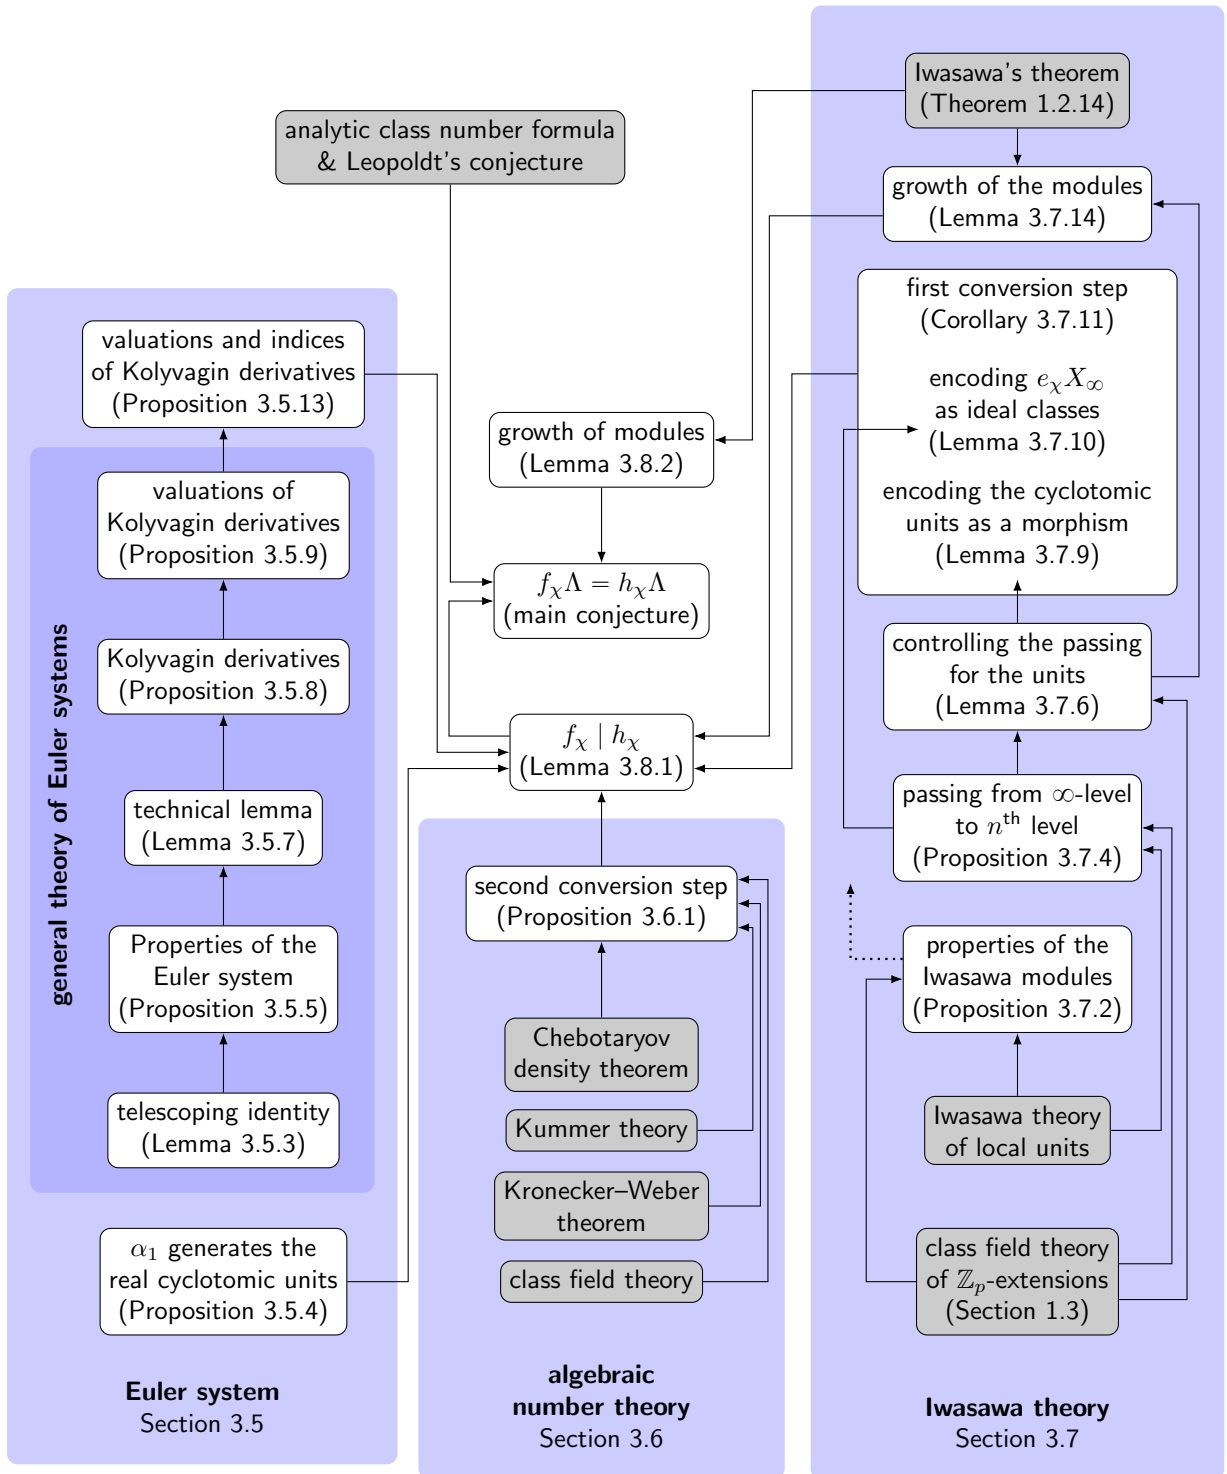 Iwasawa's theorem
(Theorem 1.2.14)
analytic class number formula
& Leopoldt's conjecture
growth of the modules
(Lemma 3.7.14)
first conversion step
(Corollary 3.7.11)
encoding eχX∞
as ideal classes
(Lemma 3.7.10)
encoding the cyclotomic
units as a morphism
(Lemma 3.7.9)
valuations and indices
of Kolyvagin derivatives
(Proposition 3.5.13)
growth of modules
(Lemma 3.8.2)
valuations of
Kolyvagin derivatives
(Proposition 3.5.9)
fχΛ = hχΛ
(main conjecture)
controlling the passing
for the units
(Lemma 3.7.6)
Kolyvagin derivatives
(Proposition 3.5.8)
general theory of Euler systems
fχ | hχ
(Lemma 3.8.1)
technical lemma
(Lemma 3.5.7)
passing from ∞-level
to nth level
(Proposition 3.7.4)
second conversion step
(Proposition 3.6.1)
Properties of the
Euler system
(Proposition 3.5.5)
properties of the
Iwasawa modules
(Proposition 3.7.2)
Chebotaryov
density theorem
telescoping identity
(Lemma 3.5.3)
Kummer theory
Iwasawa theory
of local units
Kronecker–Weber
theorem
α1 generates the
real cyclotomic units
(Proposition 3.5.4)
class field theory
class field theory
of ℤp-extensions
(Section 1.3)
Euler system
Section 3.5
algebraic
number theory
Section 3.6
Iwasawa theory
Section 3.7